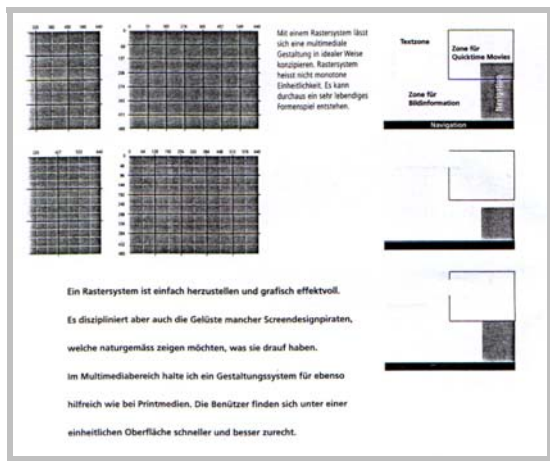 Mit einem Rastersystem lässt
sich eine multimediale
Gestaltung in idealer Weise
konzipieren. Rastersystem
heisst nicht monotone
Einheitlichkeit. Es kann
durchaus ein sehr lebendiges
Formenspiel entstehen.
Textzone
Zone für
Quicktime Movies
Navigation
Zone für
Bildinformation
Navigation
Ein Rastersystem ist einfach herzustellen und grafisch effektvoll.
Es diszipliniert aber auch die Gelüste mancher Screendesignpiraten,
welche naturgemäss zeigen möchten, was sie drauf haben.
Im Multimediabereich halte ich ein Gestaltungssystem für ebenso
hilfreich wie bei Printmedien. Die Benützer finden sich unter einer
einheitlichen Oberfläche schneller und besser zurecht.